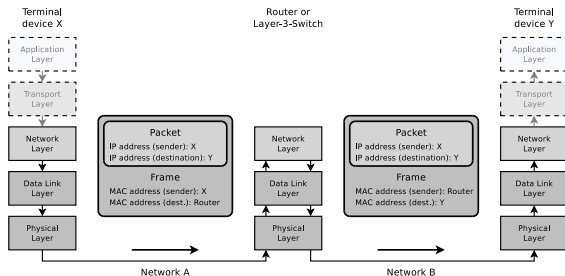 Terminal
device X
Router or
Layer-3-Switch
Terminal
device Y
Application
Layer
Transport
Layer
Network
Layer
Data Link
Layer
Physical
Layer
Packet
IP address (sender): X
IP address (destination): Y
Frame
MAC address (sender): X
MAC address (dest.): Router
Network
Layer
Data Link
Layer
Physical
Layer
Packet
IP address (sender): X
IP address (destination): Y
Frame
MAC address (sender): Router
MAC address (dest.): Y
Application
Layer
Transport
Layer
Network
Layer
Data Link
Layer
Physical
Layer
Network A
Network B